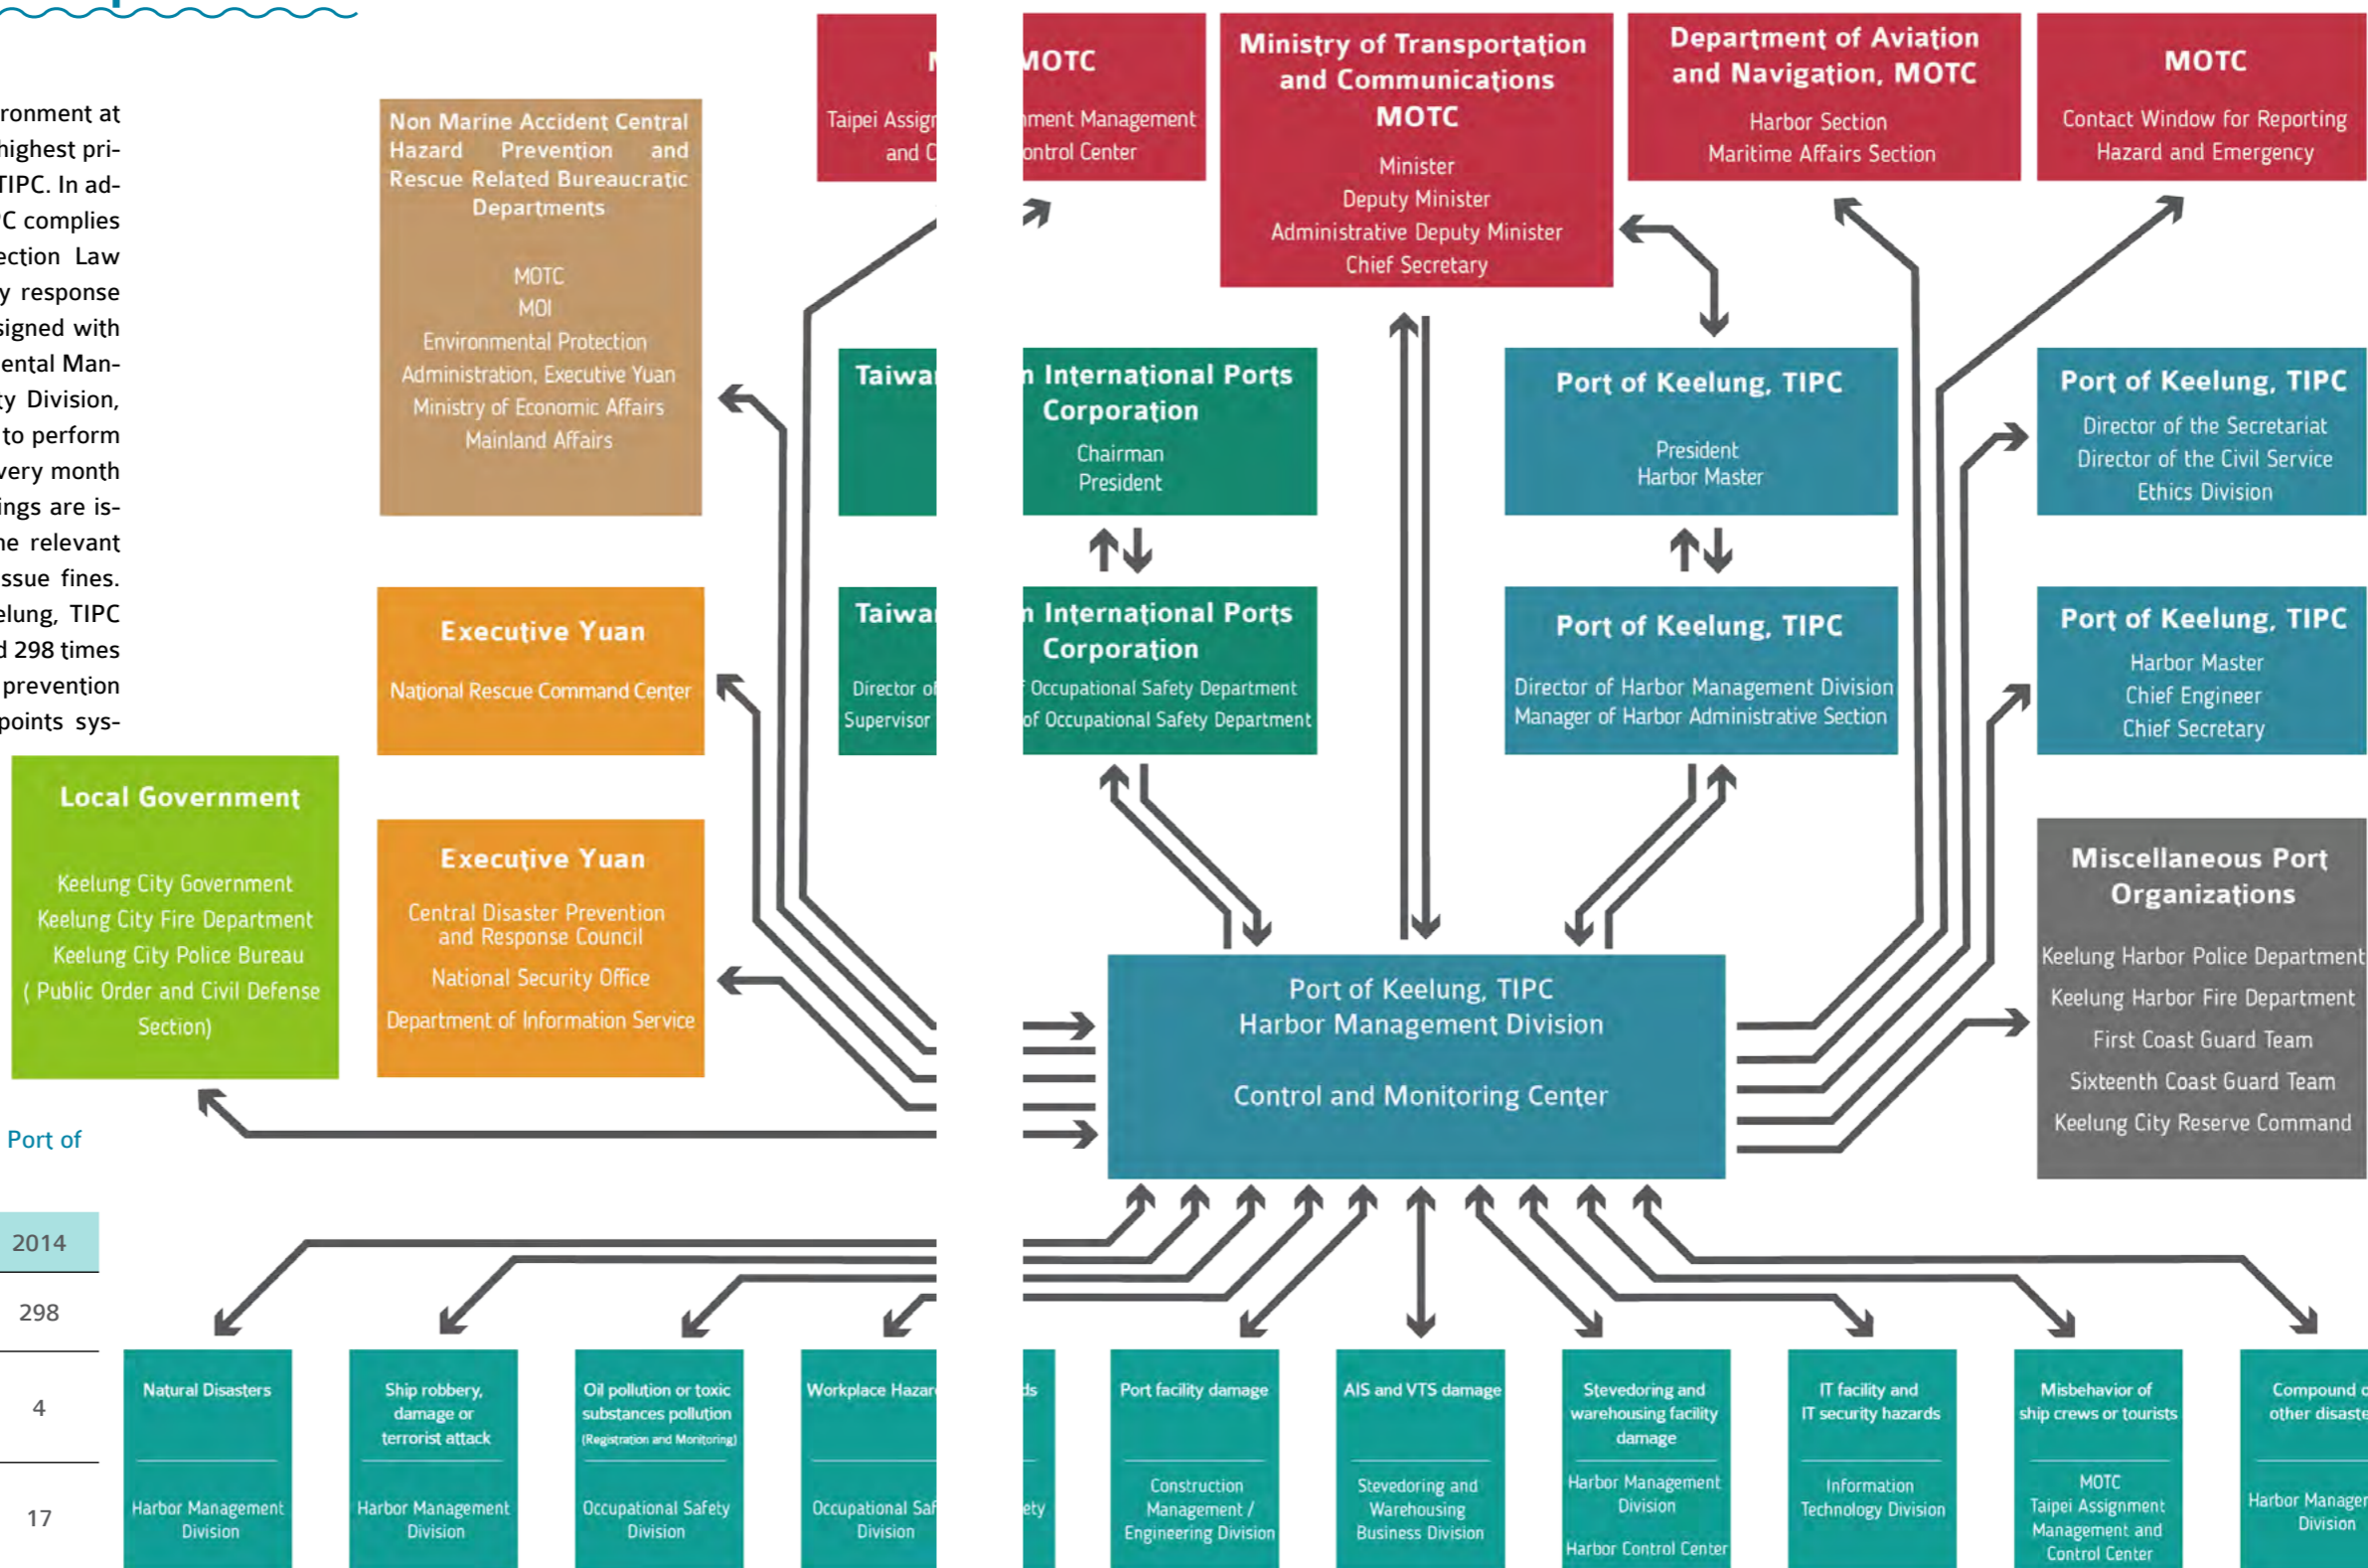 ronment at
highest pri-
TIPC. In ad-
PC complies
ection Law
y response
signed with
ental Man-
ty Division,
to perform
very month
ings are is-
he relevant
issue fines.
elung, TIPC
d 298 times
prevention
points sys-
Port of
2014
298
4
17
Non Marine Accident Central
Hazard Prevention and
Rescue Related Bureaucratic
Departments
MOTC
MOI
Environmental Protection
Administration, Executive Yuan
Ministry of Economic Affairs
Mainland Affairs
Executive Yuan
National Rescue Command Center
Local Government
Keelung City Government
Keelung City Fire Department
Keelung City Police Bureau
( Public Order and Civil Defense
Section)
Executive Yuan
Central Disaster Prevention
and Response Council
National Security Office
Department of Information Service
MOTC
Taipei Assignment Management
and Control Center
Ministry of Transportation
and Communications
MOTC
Minister
Deputy Minister
Administrative Deputy Minister
Chief Secretary
Department of Aviation
and Navigation, MOTC
Harbor Section
Maritime Affairs Section
MOTC
Contact Window for Reporting
Hazard and Emergency
Taiwan International Ports
Corporation
Chairman
President
Port of Keelung, TIPC
President
Harbor Master
Port of Keelung, TIPC
Director of the Secretariat
Director of the Civil Service
Ethics Division
Taiwan International Ports
Corporation
Director of Occupational Safety Department
Supervisor of Occupational Safety Department
Port of Keelung, TIPC
Director of Harbor Management Division
Manager of Harbor Administrative Section
Port of Keelung, TIPC
Harbor Master
Chief Engineer
Chief Secretary
Port of Keelung, TIPC
Harbor Management Division
Control and Monitoring Center
Miscellaneous Port
Organizations
Keelung Harbor Police Department
Keelung Harbor Fire Department
First Coast Guard Team
Sixteenth Coast Guard Team
Keelung City Reserve Command
Natural Disasters
Harbor Management
Division
Ship robbery,
damage or
terrorist attack
Harbor Management
Division
Oil pollution or toxic
substances pollution
(Registration and Monitoring)
Occupational Safety
Division
Workplace Hazards
Occupational Safety
Division
Port facility damage
Construction
Management /
Engineering Division
AIS and VTS damage
Stevedoring and
Warehousing
Business Division
Stevedoring and
warehousing facility
damage
Harbor Management
Division
Harbor Control Center
IT facility and
IT security hazards
Information
Technology Division
Misbehavior of
ship crews or tourists
MOTC
Taipei Assignment
Management and
Control Center
Compound o
other disaste
Harbor Manager
Division